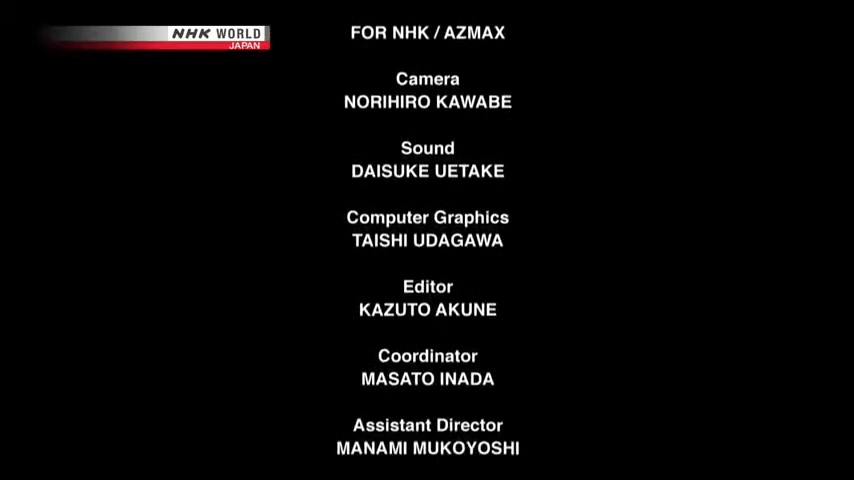 NHK WORLD
JAPAN
FOR NHK / AZMAX
Camera
NORIHIRO KAWABE
Sound
DAISUKE UETAKE
Computer Graphics
TAISHI UDAGAWA
Editor
KAZUTO AKUNE
Coordinator
MASATO INADA
Assistant Director
MANAMI MUKOYOSHI